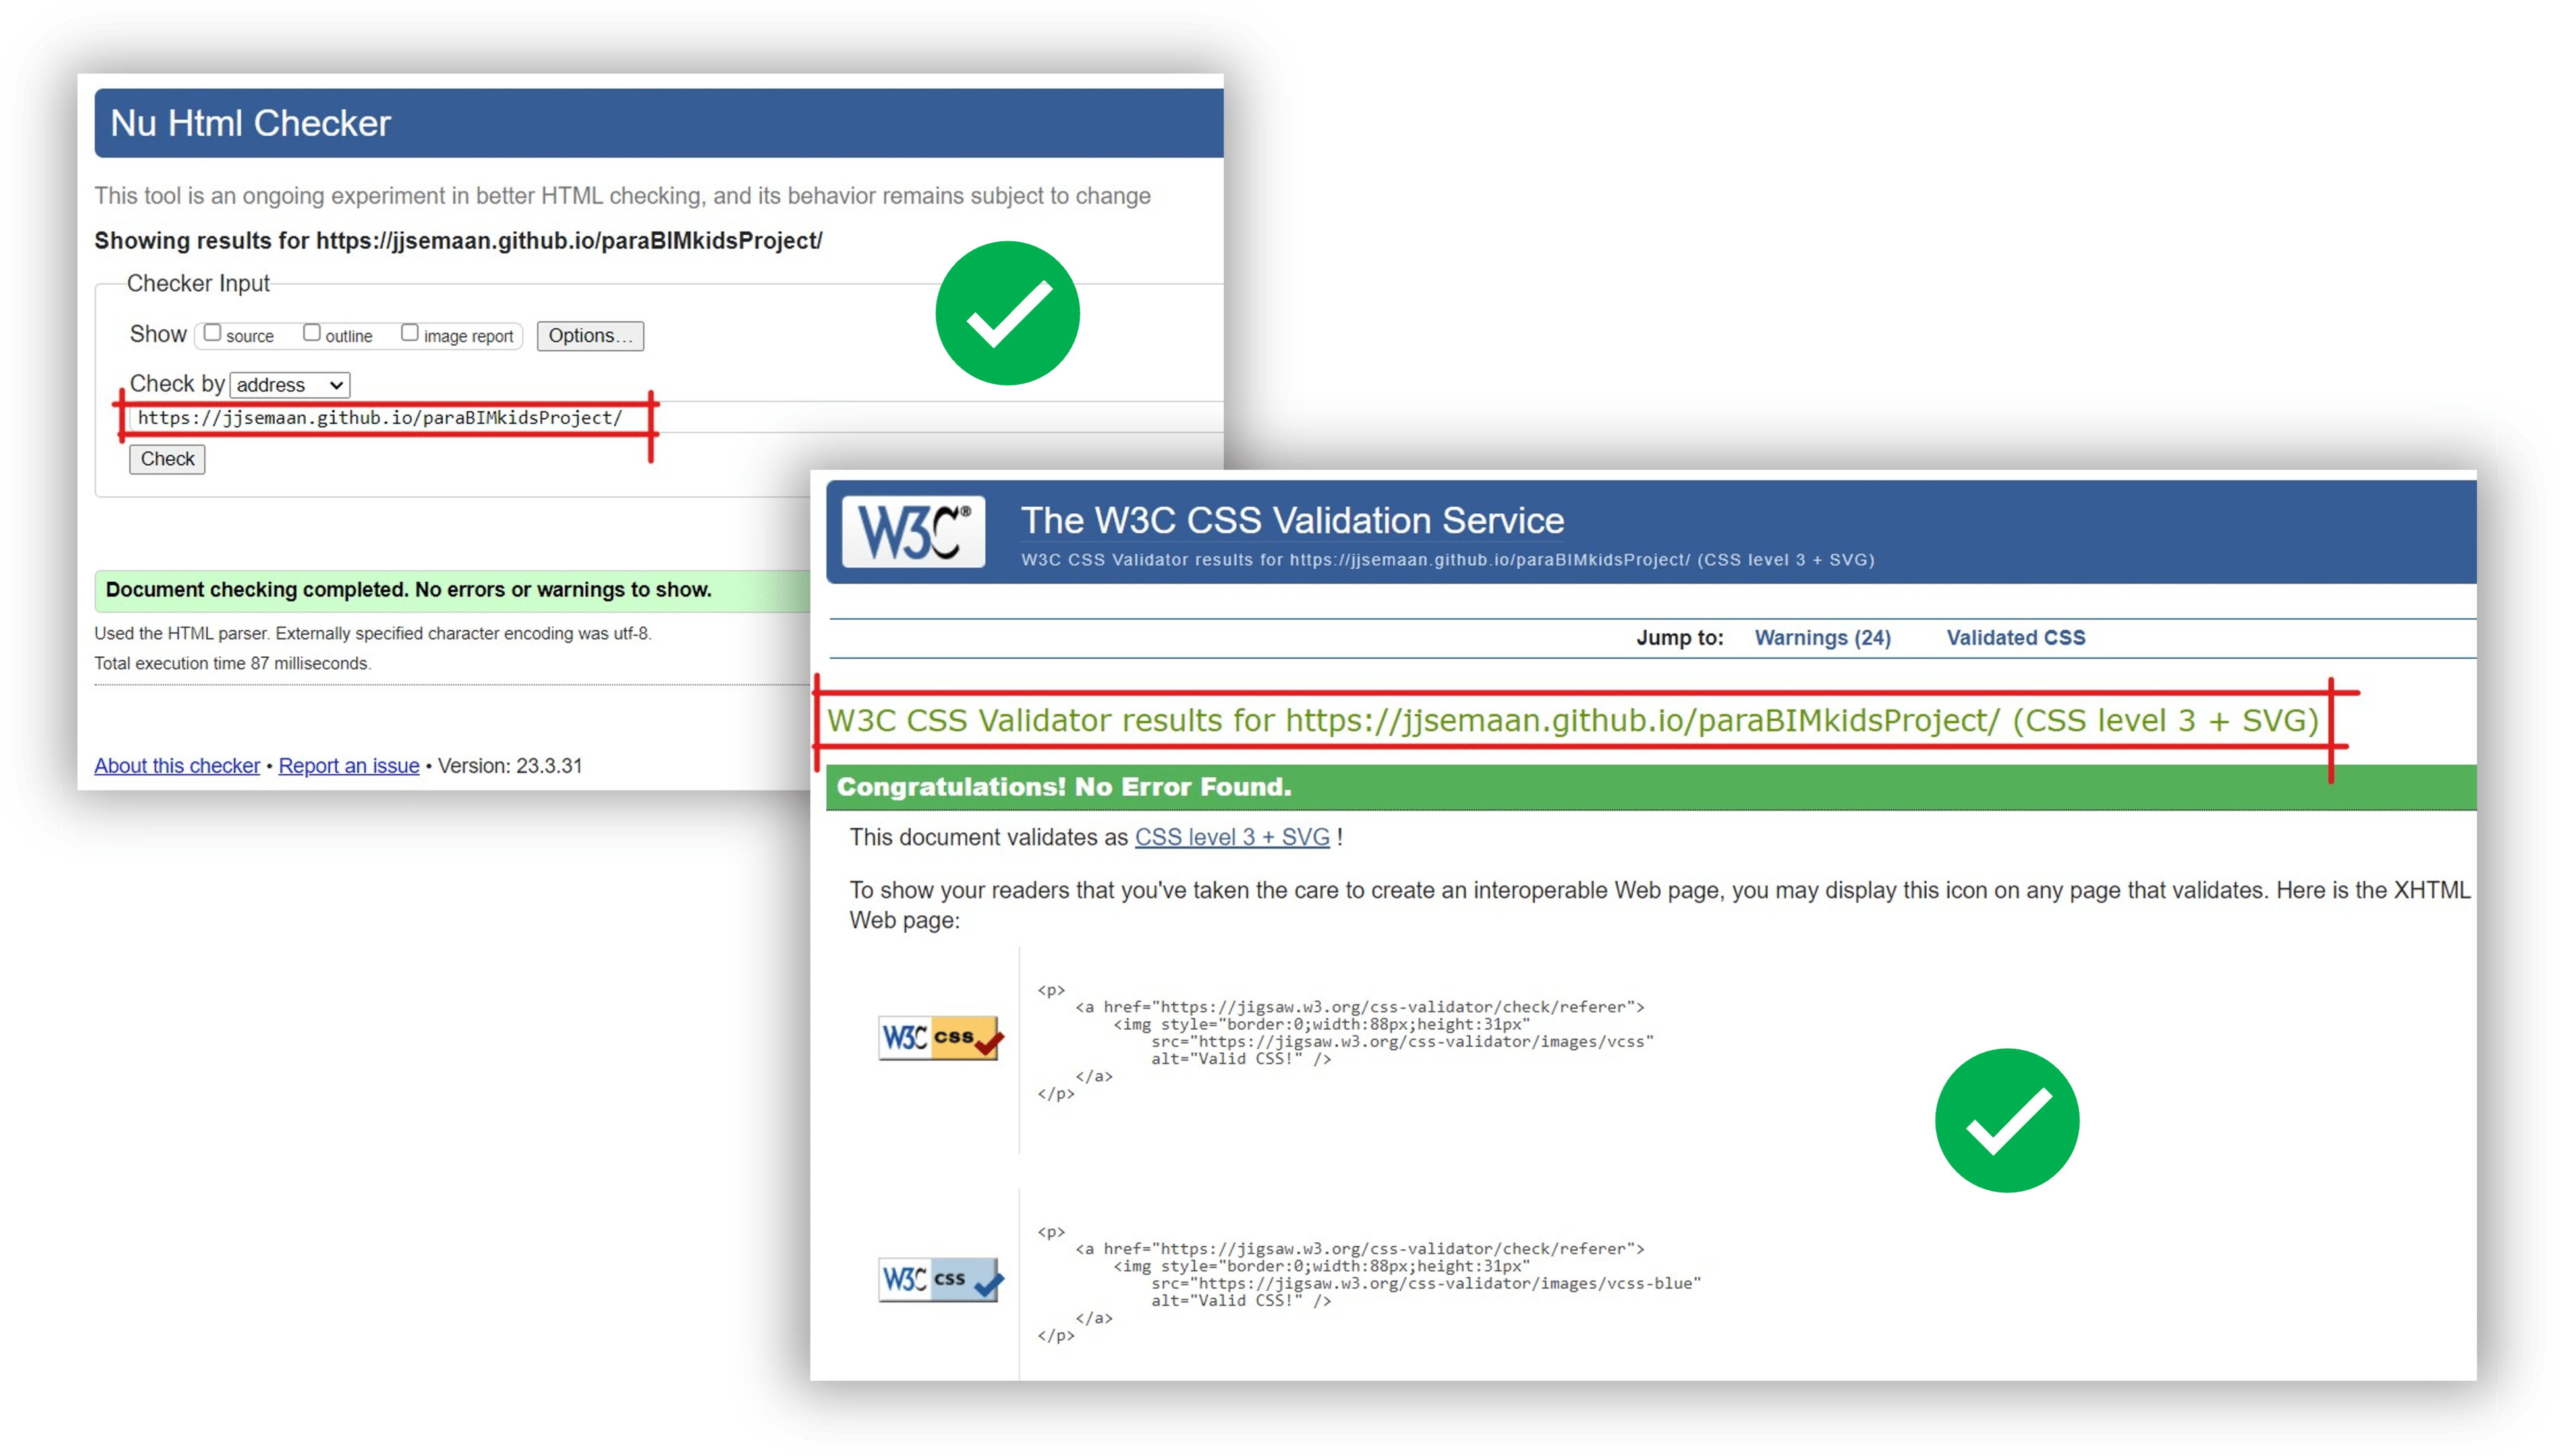 Nu Html Checker
This tool is an ongoing experiment in better HTML checking, and its behavior remains subject to change
Showing results for https://jjsemaan.github.io/paraBIMkidsProject/
Checker Input
Show source outline image report Options...
Check by address
https://jjsemaan.github.io/paraBIMkidsProject/
Check
Document checking completed. No errors or warnings to show.
Used the HTML parser. Externally specified character encoding was utf-8.
Total execution time 87 milliseconds.
About this checker • Report an issue • Version: 23.3.31
W3C®
The W3C CSS Validation Service
W3C CSS Validator results for https://jjsemaan.github.io/paraBIMkidsProject/ (CSS level 3 + SVG)
Jump to: Warnings (24) Validated CSS
W3C CSS Validator results for https://jjsemaan.github.io/paraBIMkidsProject/ (CSS level 3 + SVG)
Congratulations! No Error Found.
This document validates as CSS level 3 + SVG !
To show your readers that you've taken the care to create an interoperable Web page, you may display this icon on any page that validates. Here is the XHTML
Web page:
W3C css
<p>
<a href="https://jigsaw.w3.org/css-validator/check/referer">
<img style="border:0;width:88px;height:31px"
src="https://jigsaw.w3.org/css-validator/images/vcss"
alt="Valid CSS!" />
</a>
</p>
W3C css
<p>
<a href="https://jigsaw.w3.org/css-validator/check/referer">
<img style="border:0;width:88px;height:31px"
src="https://jigsaw.w3.org/css-validator/images/vcss-blue"
alt="Valid CSS!" />
</a>
</p>